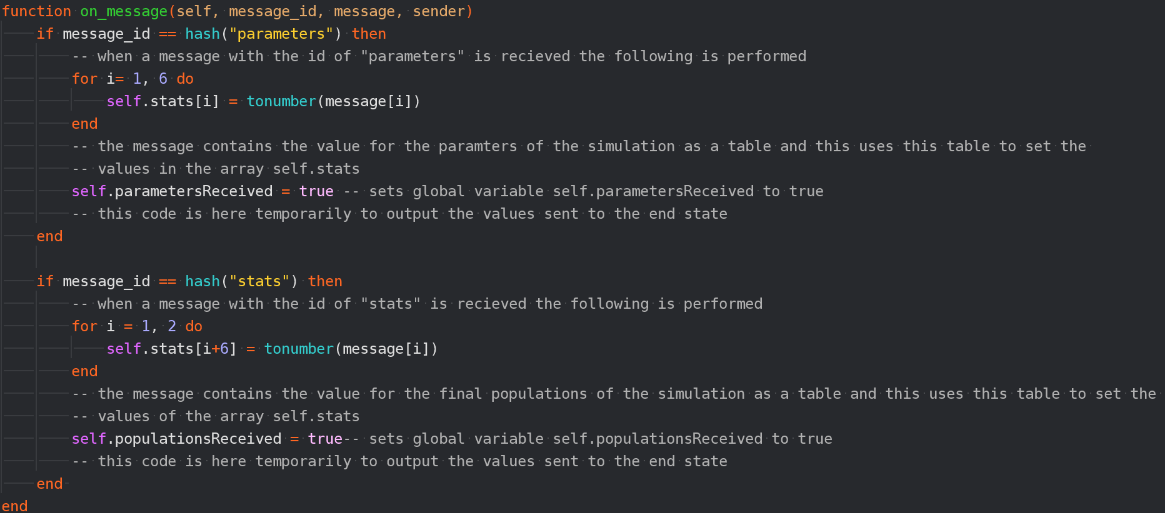 function on_message(self, message_id, message, sender)
if message_id == hash("parameters") then
-- when a message with the id of "parameters" is recieved the following is performed
for i= 1, 6 do
self.stats[i] = tonumber(message[i])
end
-- the message contains the value for the paramters of the simulation as a table and this uses this table to set the
-- values in the array self.stats
self.parametersReceived = true -- sets global variable self.parametersReceived to true
-- this code is here temporarily to output the values sent to the end state
end
if message_id == hash("stats") then
-- when a message with the id of "stats" is recieved the following is performed
for i = 1, 2 do
self.stats[i+6] = tonumber(message[i])
end
-- the message contains the value for the final populations of the simulation as a table and this uses this table to set the
-- values of the array self.stats
self.populationsReceived = true-- sets global variable self.populationsReceived to true
-- this code is here temporarily to output the values sent to the end state
end
end